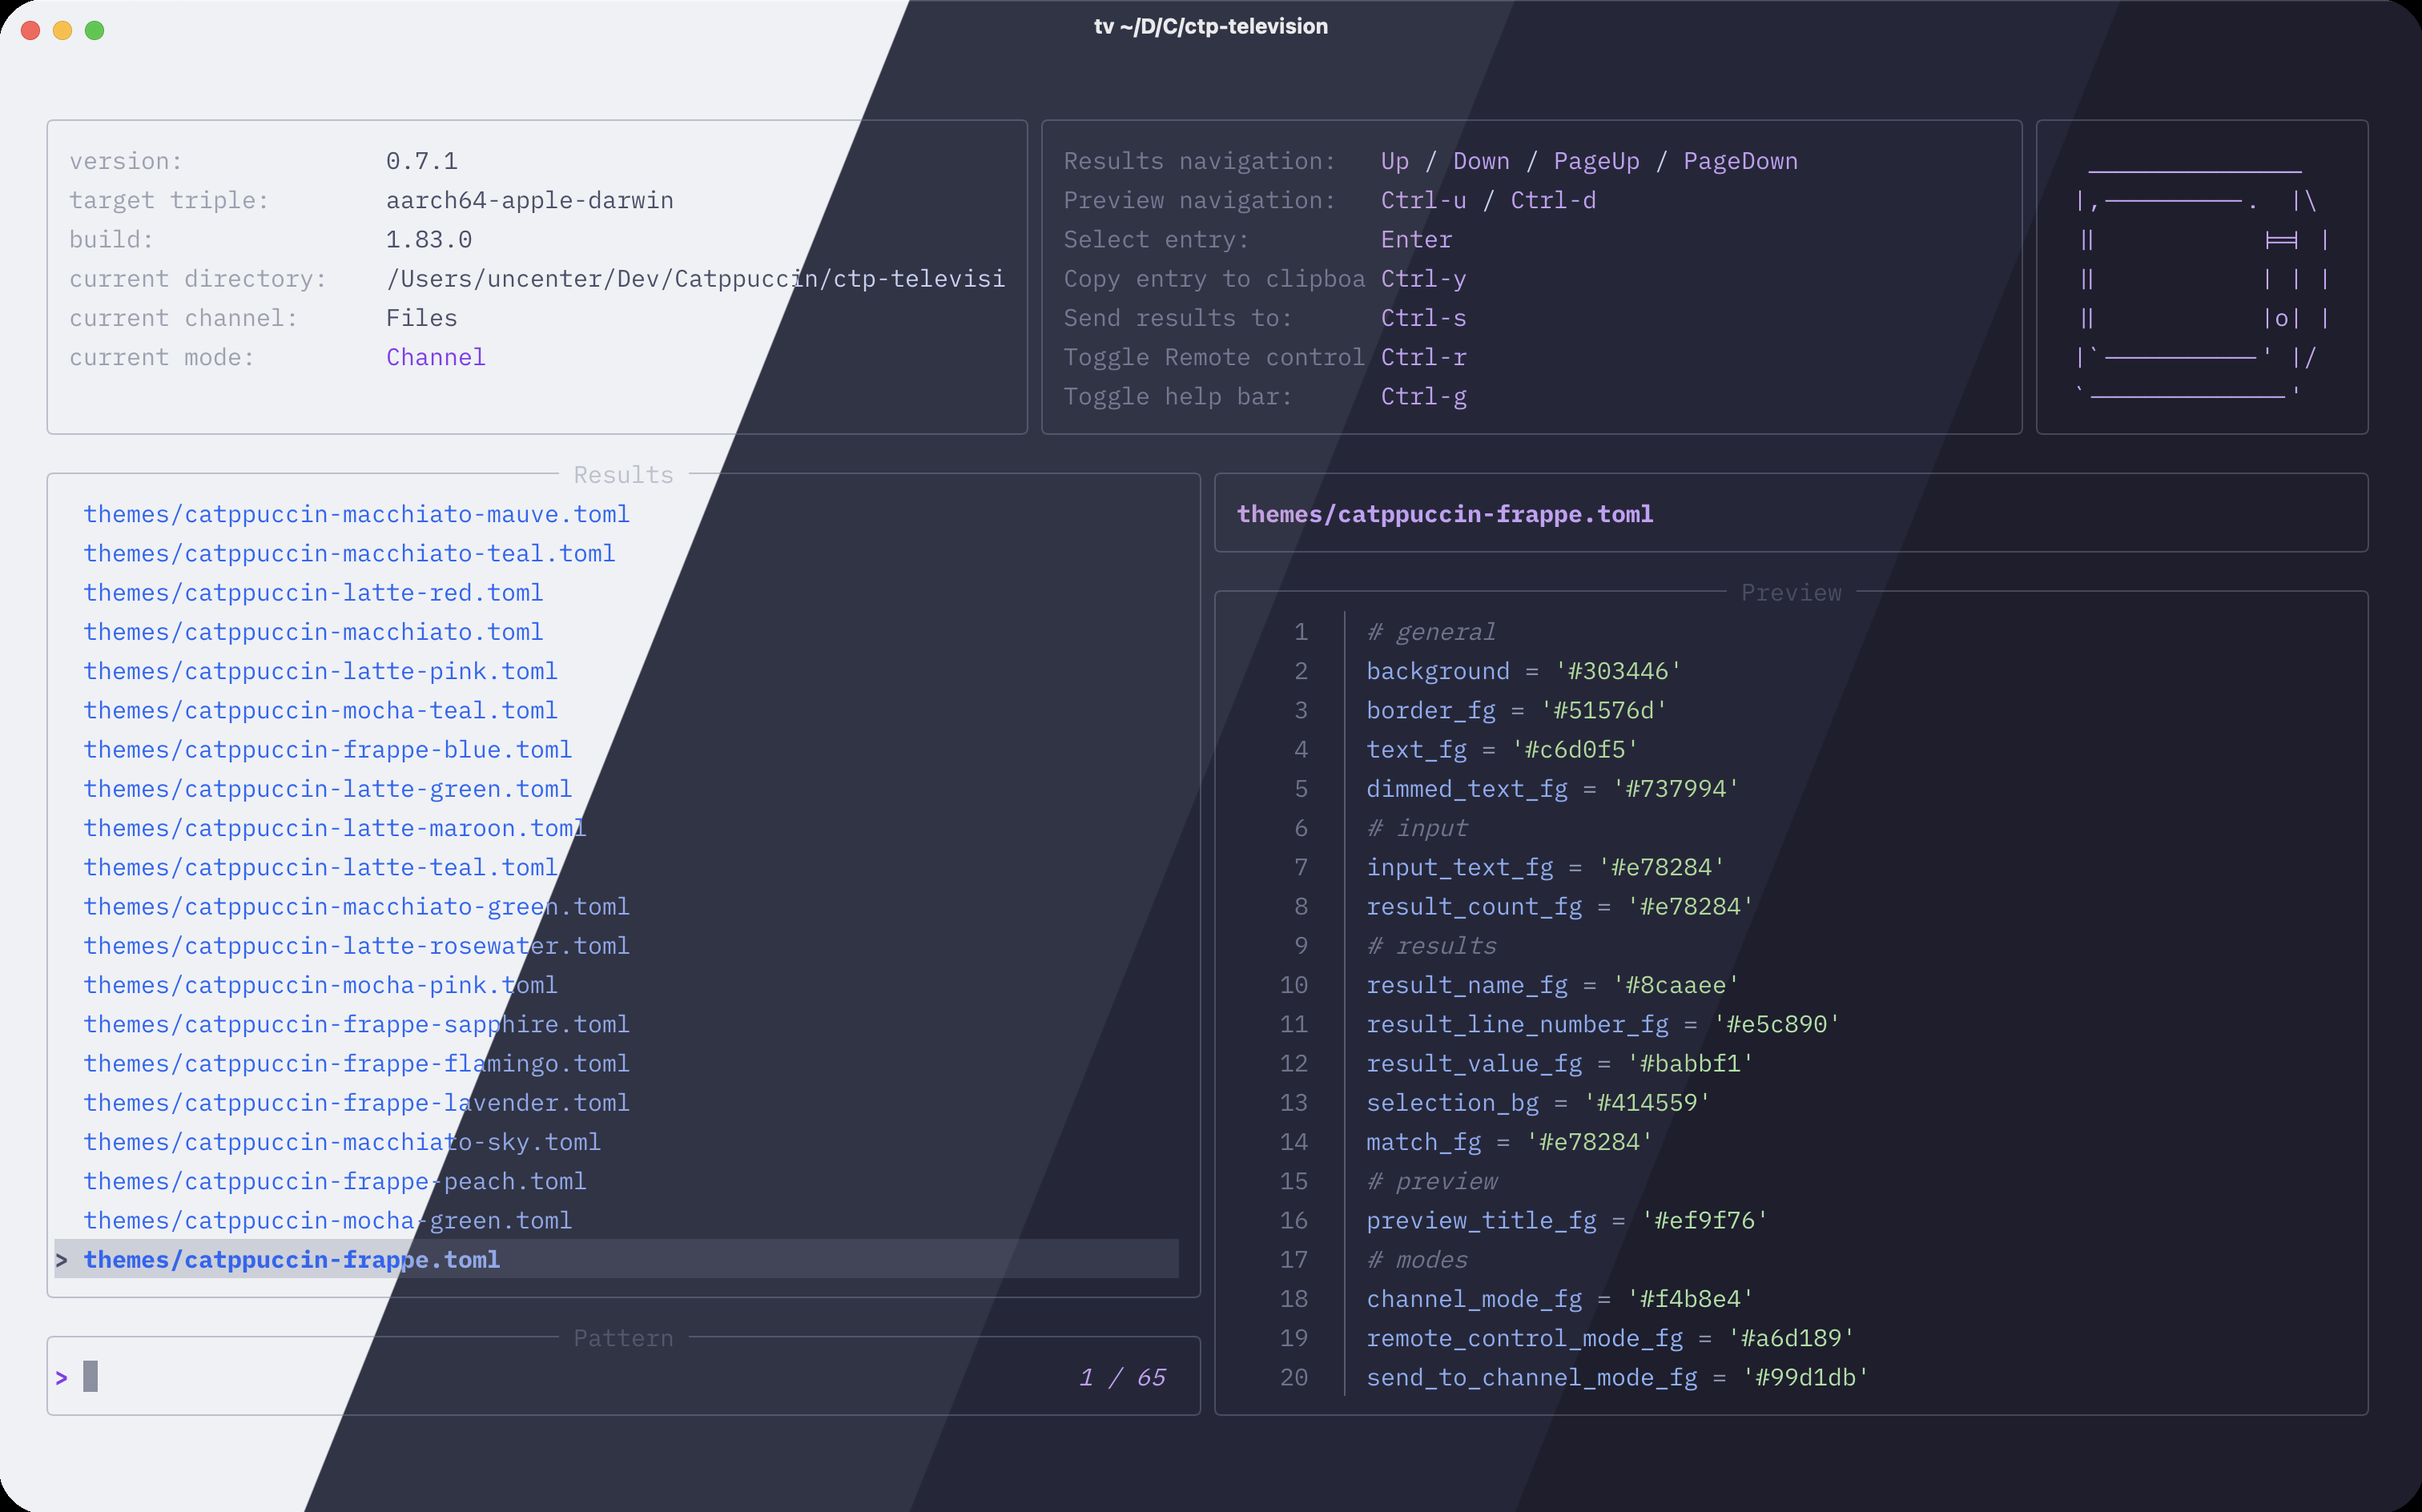 tv ~/D/C/ctp-television
version: 0.7.1
target triple: aarch64-apple-darwin
build: 1.83.0
current directory: /Users/uncenter/Dev/Catppuccin/ctp-televisi
current channel: Files
current mode: Channel
Results navigation: Up / Down / PageUp / PageDown
Preview navigation: Ctrl-u / Ctrl-d
Select entry: Enter
Copy entry to clipboa Ctrl-y
Send results to: Ctrl-s
Toggle Remote control Ctrl-r
Toggle help bar: Ctrl-g
Results
themes/catppuccin-macchiato-mauve.toml
themes/catppuccin-macchiato-teal.toml
themes/catppuccin-latte-red.toml
themes/catppuccin-macchiato.toml
themes/catppuccin-latte-pink.toml
themes/catppuccin-mocha-teal.toml
themes/catppuccin-frappe-blue.toml
themes/catppuccin-latte-green.toml
themes/catppuccin-latte-maroon.toml
themes/catppuccin-latte-teal.toml
themes/catppuccin-macchiato-green.toml
themes/catppuccin-latte-rosewater.toml
themes/catppuccin-mocha-pink.toml
themes/catppuccin-frappe-sapphire.toml
themes/catppuccin-frappe-flamingo.toml
themes/catppuccin-frappe-lavender.toml
themes/catppuccin-macchiato-sky.toml
themes/catppuccin-frappe-peach.toml
themes/catppuccin-mocha-green.toml
> themes/catppuccin-frappe.toml
Pattern
>
1 / 65
themes/catppuccin-frappe.toml
Preview
1 # general
2 background = '#303446'
3 border_fg = '#51576d'
4 text_fg = '#c6d0f5'
5 dimmed_text_fg = '#737994'
6 # input
7 input_text_fg = '#e78284'
8 result_count_fg = '#e78284'
9 # results
10 result_name_fg = '#8caaee'
11 result_line_number_fg = '#e5c890'
12 result_value_fg = '#babbf1'
13 selection_bg = '#414559'
14 match_fg = '#e78284'
15 # preview
16 preview_title_fg = '#ef9f76'
17 # modes
18 channel_mode_fg = '#f4b8e4'
19 remote_control_mode_fg = '#a6d189'
20 send_to_channel_mode_fg = '#99d1db'